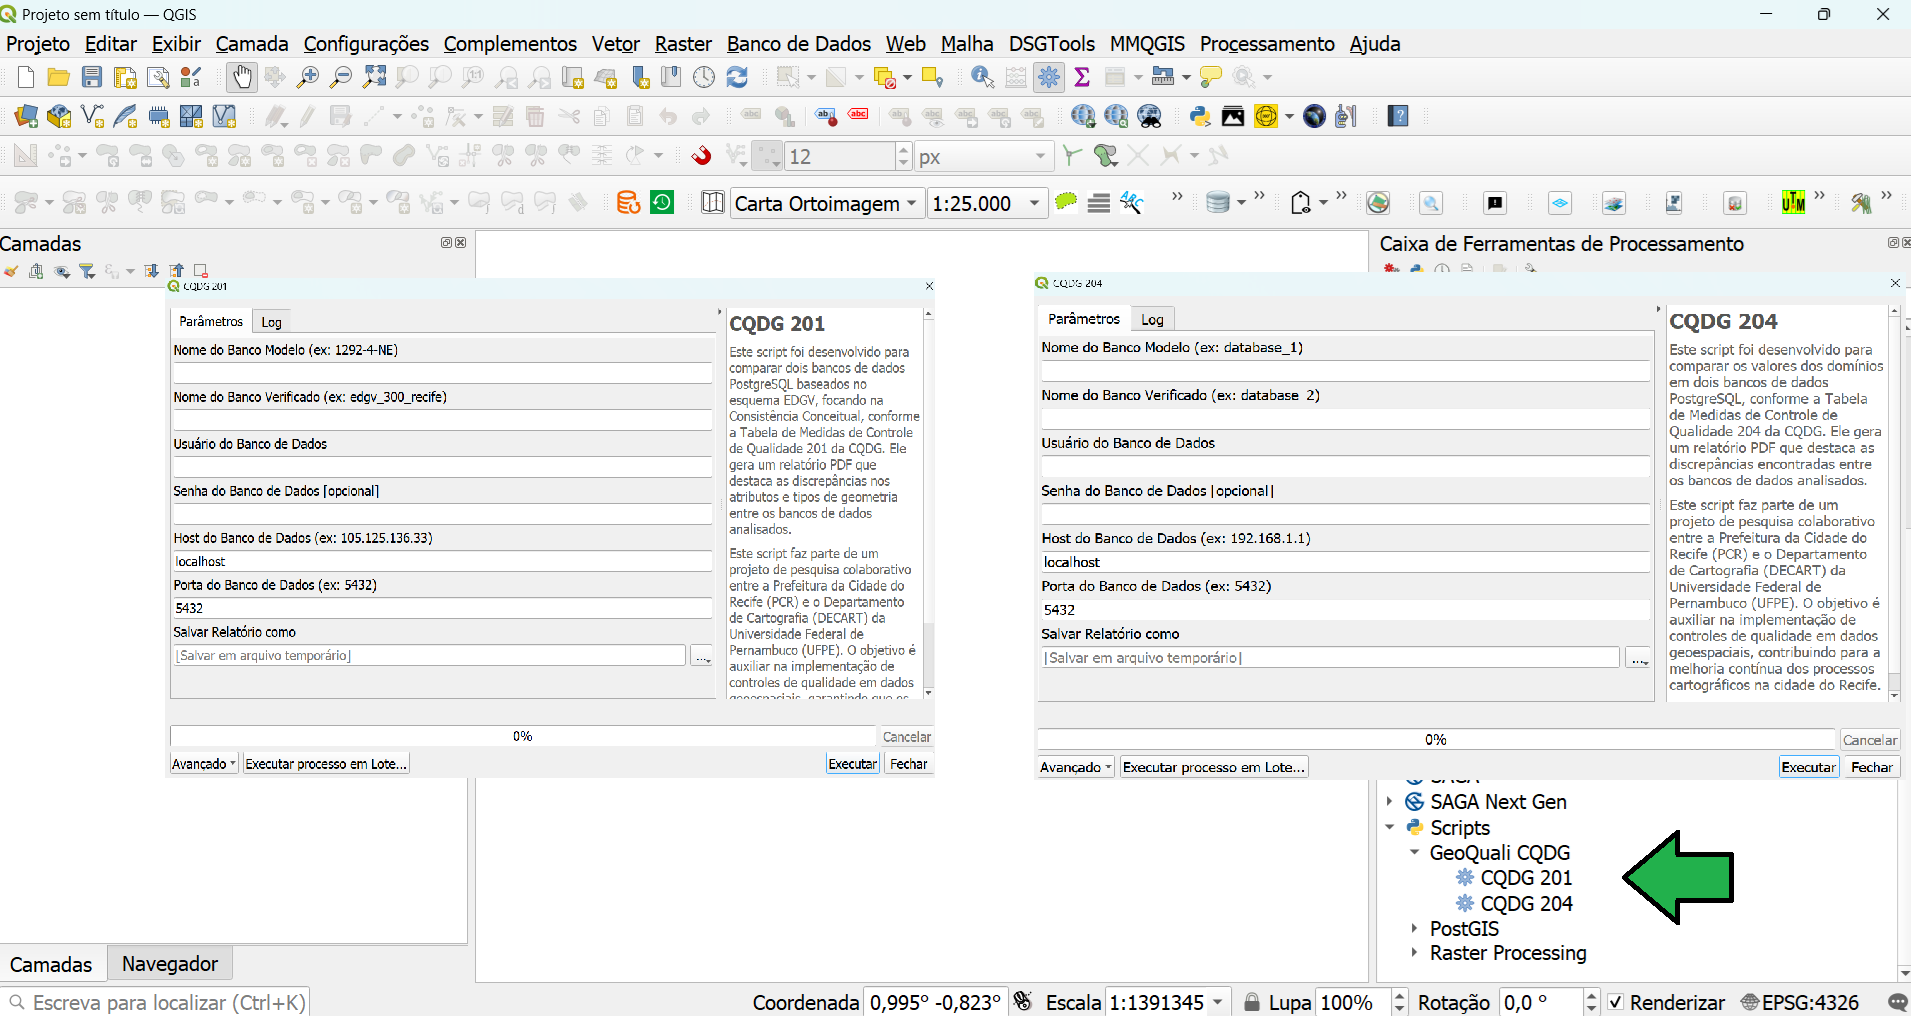 Projeto sem título — QGIS
Projeto Editar Exibir Camada Configurações Complementos Vetor Raster Banco de Dados Web Malha DSGTools MMQGIS Processamento Ajuda
12 px
Carta Ortoimagem 1:25.000
Camadas
Caixa de Ferramentas de Processamento
CQDG 201
Parâmetros Log
Nome do Banco Modelo (ex: 1292-4-NE)
Nome do Banco Verificado (ex: edgv_300_recife)
Usuário do Banco de Dados
Senha do Banco de Dados [opcional]
Host do Banco de Dados (ex: 105.125.136.33)
localhost
Porta do Banco de Dados (ex: 5432)
5432
Salvar Relatório como
[Salvar em arquivo temporário]
...
CQDG 201
Este script foi desenvolvido para
comparar dois bancos de dados
PostgreSQL baseados no
esquema EDGV, focando na
Consistência Conceitual, conforme
a Tabela de Medidas de Controle
de Qualidade 201 da CQDG. Ele
gera um relatório PDF que
destaca as discrepâncias nos
atributos e tipos de geometria
entre os bancos de dados
analisados.
Este script faz parte de um
projeto de pesquisa colaborativo
entre a Prefeitura da Cidade do
Recife (PCR) e o Departamento
de Cartografia (DECART) da
Universidade Federal de
Pernambuco (UFPE). O objetivo é
auxiliar na implementação de
controles de qualidade em dados
geoespaciais, garantindo que os
0%
Cancelar
Avançado Executar processo em Lote... Executar Fechar
CQDG 204
Parâmetros Log
Nome do Banco Modelo (ex: database_1)
Nome do Banco Verificado (ex: database 2)
Usuário do Banco de Dados
Senha do Banco de Dados [opcional]
Host do Banco de Dados (ex: 192.168.1.1)
localhost
Porta do Banco de Dados (ex: 5432)
5432
Salvar Relatório como
[Salvar em arquivo temporário]
...
CQDG 204
Este script foi desenvolvido para
comparar os valores dos domínios
em dois bancos de dados
PostgreSQL, conforme a Tabela
de Medidas de Controle de
Qualidade 204 da CQDG. Ele gera
um relatório PDF que destaca as
discrepâncias encontradas entre
os bancos de dados analisados.
Este script faz parte de um
projeto de pesquisa colaborativo
entre a Prefeitura da Cidade do
Recife (PCR) e o Departamento
de Cartografia (DECART) da
Universidade Federal de
Pernambuco (UFPE). O objetivo é
auxiliar na implementação de
controles de qualidade em dados
geoespaciais, contribuindo para a
melhoria contínua dos processos
cartográficos na cidade do Recife.
0%
Cancelar
Avançado Executar processo em Lote... Executar Fechar
SAGA
SAGA Next Gen
Scripts
GeoQuali CQDG
CQDG 201
CQDG 204
PostGIS
Raster Processing
Camadas Navegador
Escreva para localizar (Ctrl+K)
Coordenada 0,995° -0,823° Escala 1:1391345 Lupa 100% Rotação 0,0 ° Renderizar EPSG:4326